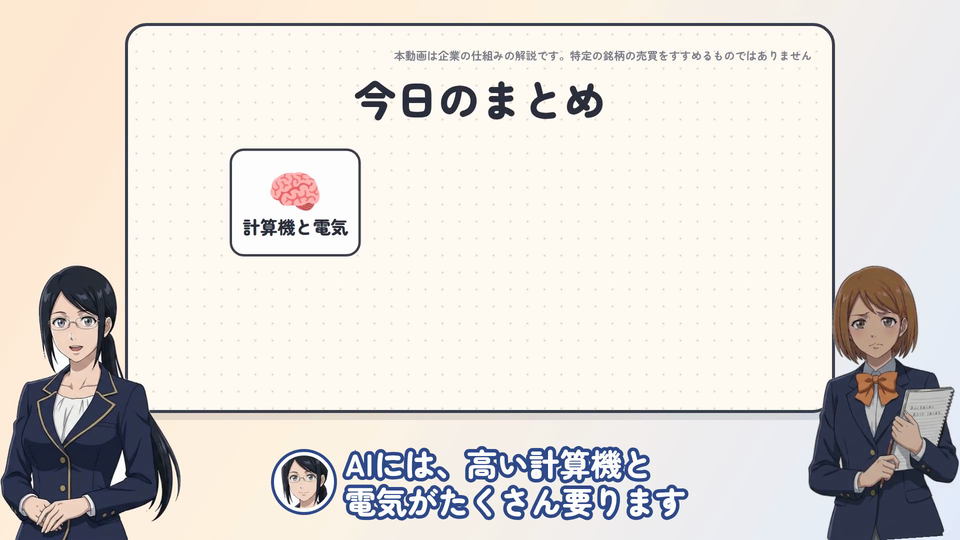 本動画は企業の仕組みの解説です。特定の銘柄の売買をすすめるものではありません
今日のまとめ
計算機と電気
AIには、高い計算機と
電気がたくさん要ります